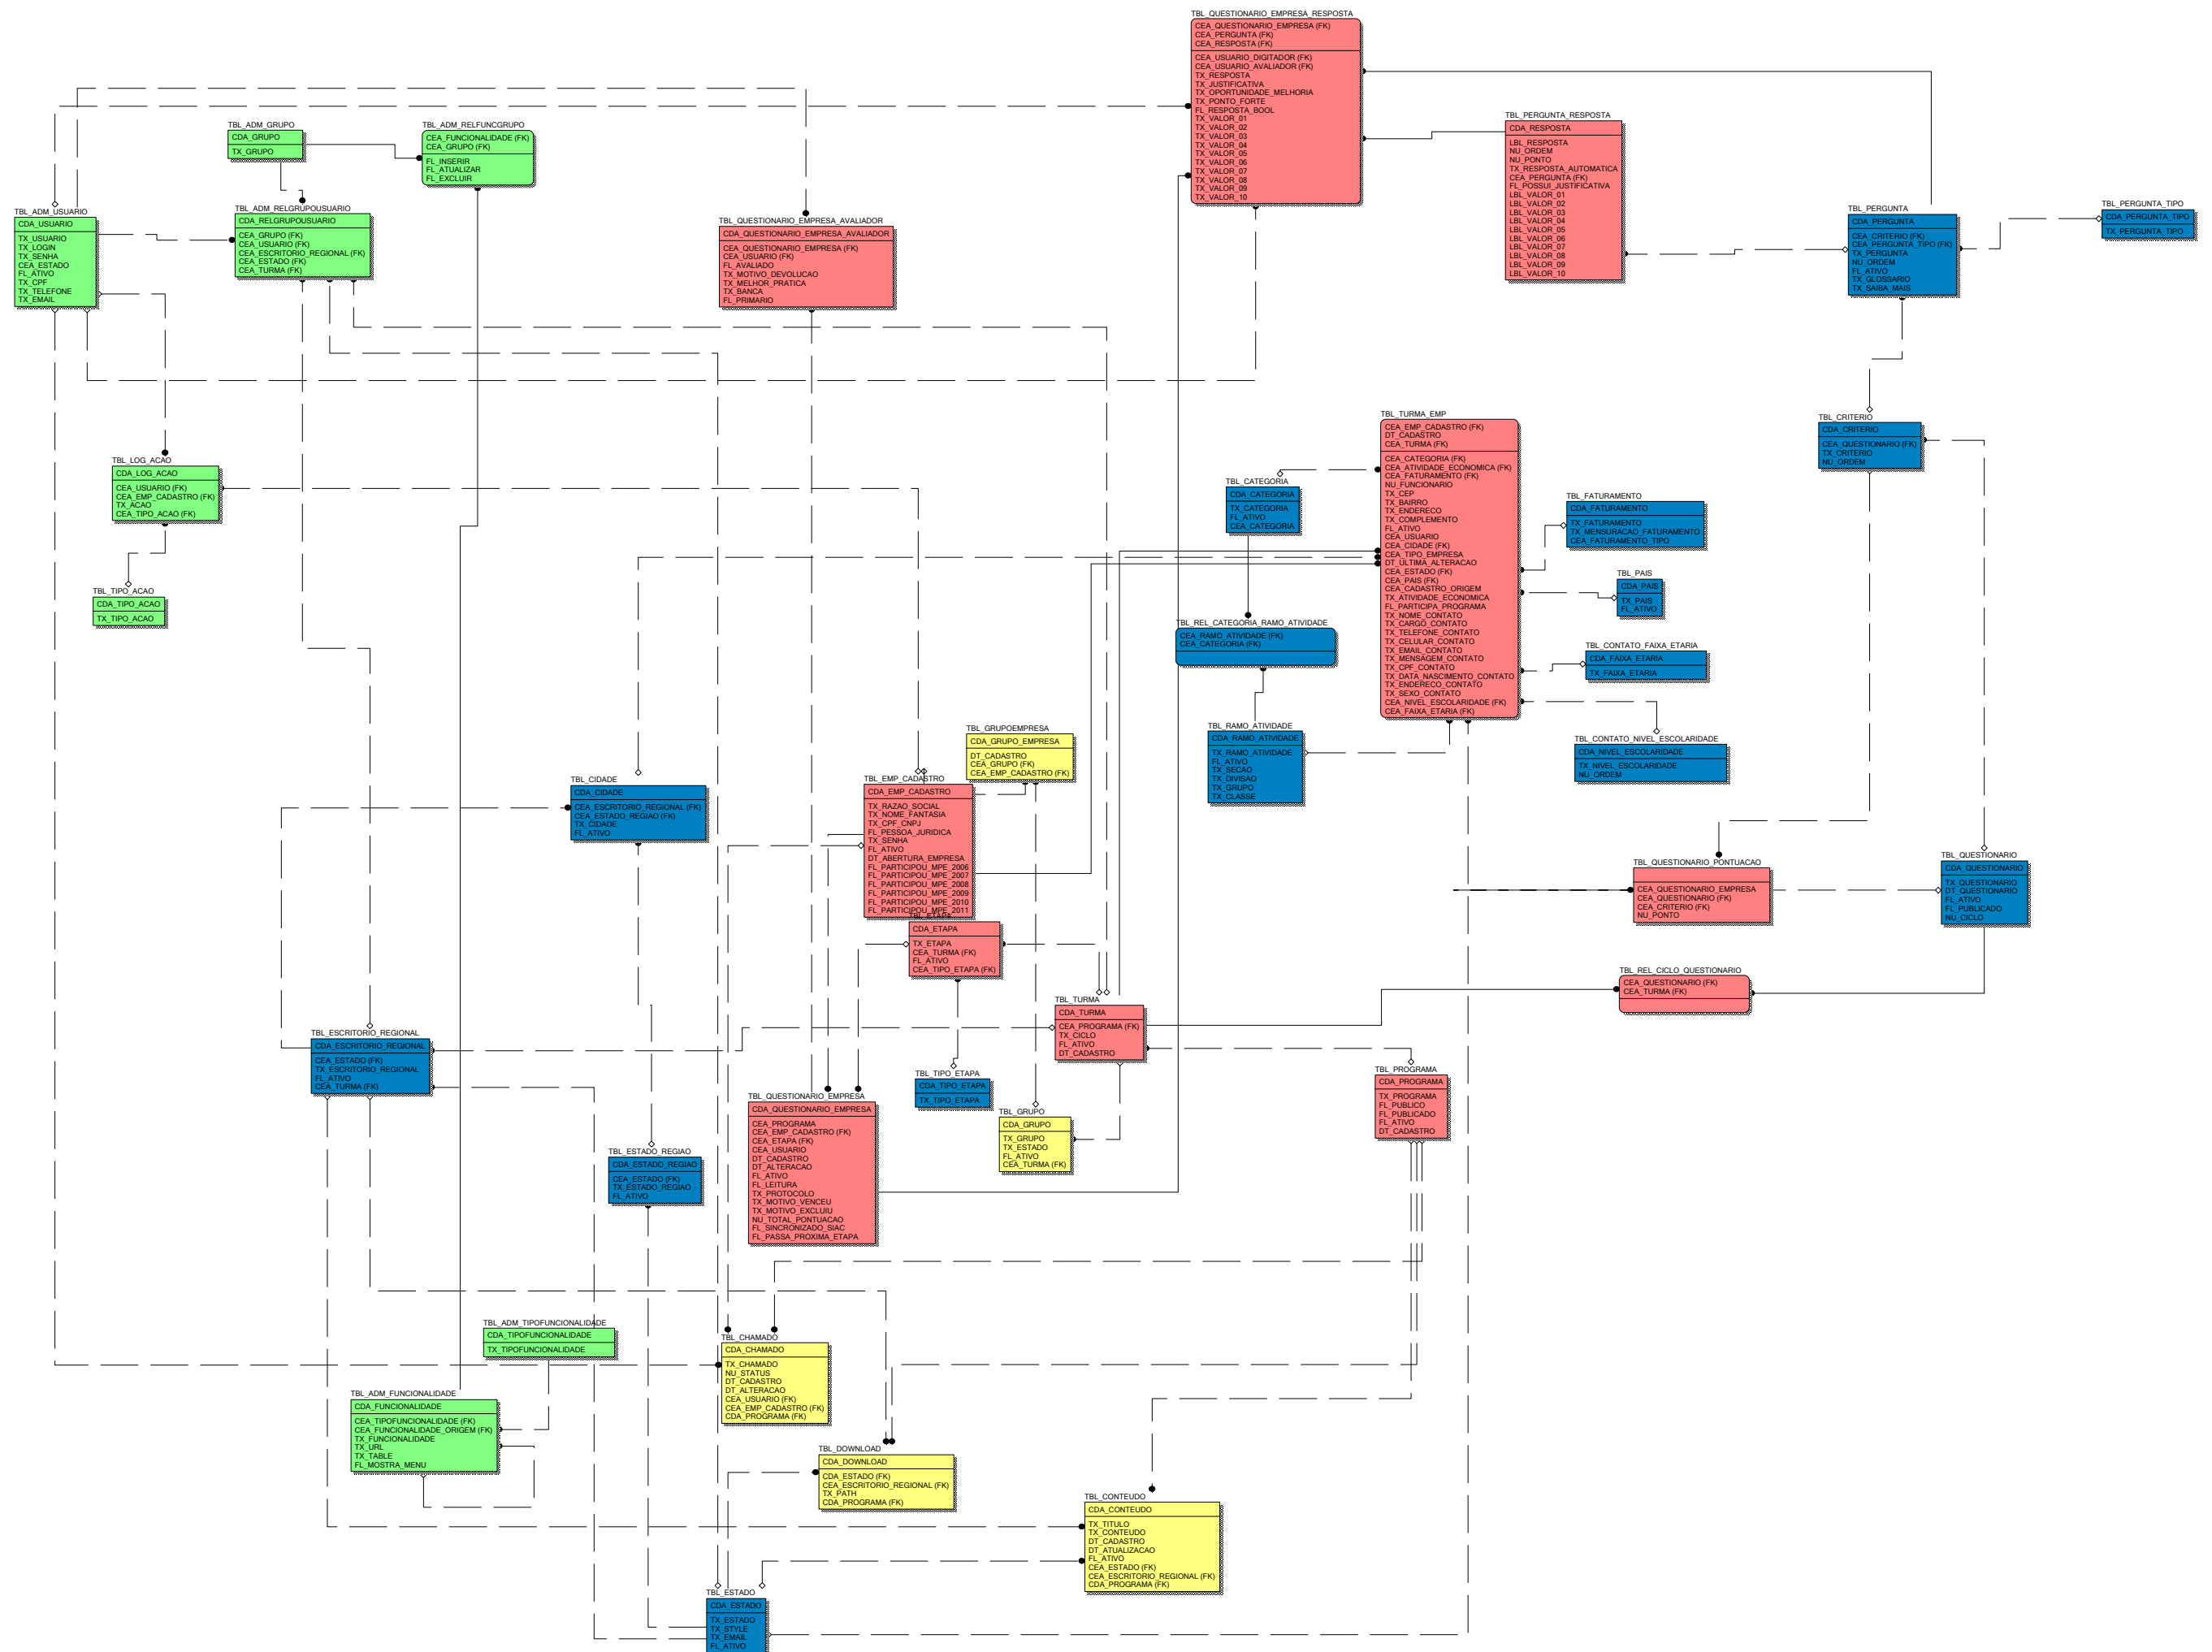 TBL_QUESTIONARIO_EMPRESA_RESPOSTA
CEA_QUESTIONARIO_EMPRESA (FK)
CEA_PERGUNTA (FK)
CEA_RESPOSTA (FK)
CEA_USUARIO_DIGITADOR (FK)
CEA_USUARIO_AVALIADOR (FK)
TX_RESPOSTA
TX_JUSTIFICATIVA
TX_OPORTUNIDADE_MELHORIA
TX_PONTO_FORTE
FL_RESPOSTA_BOOL
TX_VALOR_01
TX_VALOR_02
TX_VALOR_03
TX_VALOR_04
TX_VALOR_05
TX_VALOR_06
TX_VALOR_07
TX_VALOR_08
TX_VALOR_09
TX_VALOR_10
TBL_ADM_GRUPO
CDA_GRUPO
TX_GRUPO
TBL_ADM_RELFUNCGRUPO
CEA_FUNCIONALIDADE (FK)
CEA_GRUPO (FK)
FL_INSERIR
FL_ATUALIZAR
FL_EXCLUIR
TBL_PERGUNTA_RESPOSTA
CDA_RESPOSTA
LBL_RESPOSTA
NU_ORDEM
NU_PONTO
TX_RESPOSTA_AUTOMATICA
CEA_PERGUNTA (FK)
FL_POSSUI_JUSTIFICATIVA
LBL_VALOR_01
LBL_VALOR_02
LBL_VALOR_03
LBL_VALOR_04
LBL_VALOR_05
LBL_VALOR_06
LBL_VALOR_07
LBL_VALOR_08
LBL_VALOR_09
LBL_VALOR_10
TBL_ADM_USUARIO
CDA_USUARIO
TX_USUARIO
TX_LOGIN
TX_SENHA
CEA_ESTADO
FL_ATIVO
TX_CPF
TX_TELEFONE
TX_EMAIL
TBL_ADM_RELGRUPOUSUARIO
CDA_RELGRUPOUSUARIO
CEA_GRUPO (FK)
CEA_USUARIO (FK)
CEA_ESCRITORIO_REGIONAL (FK)
CEA_ESTADO (FK)
CEA_TURMA (FK)
TBL_QUESTIONARIO_EMPRESA_AVALIADOR
CDA_QUESTIONARIO_EMPRESA_AVALIADOR
CEA_QUESTIONARIO_EMPRESA (FK)
CEA_USUARIO (FK)
FL_AVALIADO
TX_MOTIVO_DEVOLUCAO
TX_MELHOR_PRATICA
TX_BANCA
FL_PRIMARIO
TBL_PERGUNTA
CDA_PERGUNTA
CEA_CRITERIO (FK)
CEA_PERGUNTA_TIPO (FK)
TX_PERGUNTA
NU_ORDEM
FL_ATIVO
TX_GLOSSARIO
TX_SAIBA_MAIS
TBL_PERGUNTA_TIPO
CDA_PERGUNTA_TIPO
TX_PERGUNTA_TIPO
TBL_TURMA_EMP
CEA_EMP_CADASTRO (FK)
DT_CADASTRO
CEA_TURMA (FK)
CEA_CATEGORIA (FK)
CEA_ATIVIDADE_ECONOMICA (FK)
CEA_FATURAMENTO (FK)
NU_FUNCIONARIO
TX_CEP
TX_BAIRRO
TX_ENDERECO
TX_COMPLEMENTO
FL_ATIVO
CEA_USUARIO
CEA_CIDADE (FK)
CEA_TIPO_EMPRESA
DT_ULTIMA_ALTERACAO
CEA_ESTADO (FK)
CEA_PAIS (FK)
CEA_CADASTRO_ORIGEM
TX_ATIVIDADE_ECONOMICA
FL_PARTICIPA_PROGRAMA
TX_NOME_CONTATO
TX_CARGO_CONTATO
TX_TELEFONE_CONTATO
TX_CELULAR_CONTATO
TX_EMAIL_CONTATO
TX_MENSAGEM_CONTATO
TX_CPF_CONTATO
TX_DATA_NASCIMENTO_CONTATO
TX_ENDERECO_CONTATO
TX_SEXO_CONTATO
CEA_NIVEL_ESCOLARIDADE (FK)
CEA_FAIXA_ETARIA (FK)
TBL_CRITERIO
CDA_CRITERIO
CEA_QUESTIONARIO (FK)
TX_CRITERIO
NU_ORDEM
TBL_LOG_ACAO
CDA_LOG_ACAO
CEA_USUARIO (FK)
CEA_EMP_CADASTRO (FK)
TX_ACAO
CEA_TIPO_ACAO (FK)
TBL_CATEGORIA
CDA_CATEGORIA
TX_CATEGORIA
FL_ATIVO
CEA_CATEGORIA
TBL_FATURAMENTO
CDA_FATURAMENTO
TX_FATURAMENTO
TX_MENSURACAO_FATURAMENTO
CEA_FATURAMENTO_TIPO
TBL_TIPO_ACAO
CDA_TIPO_ACAO
TX_TIPO_ACAO
TBL_PAIS
CDA_PAIS
TX_PAIS
FL_ATIVO
TBL_REL_CATEGORIA_RAMO_ATIVIDADE
CEA_RAMO_ATIVIDADE (FK)
CEA_CATEGORIA (FK)
TBL_CONTATO_FAIXA_ETARIA
CDA_FAIXA_ETARIA
TX_FAIXA_ETARIA
TBL_RAMO_ATIVIDADE
CDA_RAMO_ATIVIDADE
TX_RAMO_ATIVIDADE
FL_ATIVO
TX_SECAO
TX_DIVISAO
TX_GRUPO
TX_CLASSE
TBL_CONTATO_NIVEL_ESCOLARIDADE
CDA_NIVEL_ESCOLARIDADE
TX_NIVEL_ESCOLARIDADE
NU_ORDEM
TBL_GRUPOEMPRESA
CDA_GRUPO_EMPRESA
DT_CADASTRO
CEA_GRUPO (FK)
CEA_EMP_CADASTRO (FK)
TBL_CIDADE
CDA_CIDADE
CEA_ESCRITORIO_REGIONAL (FK)
CEA_ESTADO_REGIAO (FK)
TX_CIDADE
FL_ATIVO
TBL_EMP_CADASTRO
CDA_EMP_CADASTRO
TX_RAZAO_SOCIAL
TX_NOME_FANTASIA
TX_CPF_CNPJ
FL_PESSOA_JURIDICA
TX_SENHA
FL_ATIVO
DT_ABERTURA_EMPRESA
FL_PARTICIPOU_MPE_2006
FL_PARTICIPOU_MPE_2007
FL_PARTICIPOU_MPE_2008
FL_PARTICIPOU_MPE_2009
FL_PARTICIPOU_MPE_2010
FL_PARTICIPOU_MPE_2011
TBL_QUESTIONARIO_PONTUACAO
CEA_QUESTIONARIO_EMPRESA
CEA_QUESTIONARIO (FK)
CEA_CRITERIO (FK)
NU_PONTO
TBL_QUESTIONARIO
CDA_QUESTIONARIO
TX_QUESTIONARIO
DT_QUESTIONARIO
FL_ATIVO
FL_PUBLICADO
NU_CICLO
TBL_ETAPA
CDA_ETAPA
TX_ETAPA
CEA_TURMA (FK)
FL_ATIVO
CEA_TIPO_ETAPA (FK)
TBL_REL_CICLO_QUESTIONARIO
CEA_QUESTIONARIO (FK)
CEA_TURMA (FK)
TBL_TURMA
CDA_TURMA
CEA_PROGRAMA (FK)
TX_CICLO
FL_ATIVO
DT_CADASTRO
TBL_ESCRITORIO_REGIONAL
CDA_ESCRITORIO_REGIONAL
CEA_ESTADO (FK)
TX_ESCRITORIO_REGIONAL
FL_ATIVO
CEA_TURMA (FK)
TBL_TIPO_ETAPA
CDA_TIPO_ETAPA
TX_TIPO_ETAPA
TBL_PROGRAMA
CDA_PROGRAMA
TX_PROGRAMA
FL_PUBLICO
FL_PUBLICADO
FL_ATIVO
DT_CADASTRO
TBL_QUESTIONARIO_EMPRESA
CDA_QUESTIONARIO_EMPRESA
CEA_PROGRAMA
CEA_EMP_CADASTRO (FK)
CEA_ETAPA (FK)
CEA_USUARIO
DT_CADASTRO
DT_ALTERACAO
FL_ATIVO
FL_LEITURA
TX_PROTOCOLO
TX_MOTIVO_VENCEU
TX_MOTIVO_EXCLUIU
NU_TOTAL_PONTUACAO
FL_SINCRONIZADO_SIAC
FL_PASSA_PROXIMA_ETAPA
TBL_GRUPO
CDA_GRUPO
TX_GRUPO
TX_ESTADO
FL_ATIVO
CEA_TURMA (FK)
TBL_ESTADO_REGIAO
CDA_ESTADO_REGIAO
CEA_ESTADO (FK)
TX_ESTADO_REGIAO
FL_ATIVO
TBL_ADM_TIPOFUNCIONALIDADE
CDA_TIPOFUNCIONALIDADE
TX_TIPOFUNCIONALIDADE
TBL_CHAMADO
CDA_CHAMADO
TX_CHAMADO
NU_STATUS
DT_CADASTRO
DT_ALTERACAO
CEA_USUARIO (FK)
CEA_EMP_CADASTRO (FK)
CDA_PROGRAMA (FK)
TBL_ADM_FUNCIONALIDADE
CDA_FUNCIONALIDADE
CEA_TIPOFUNCIONALIDADE (FK)
CEA_FUNCIONALIDADE_ORIGEM (FK)
TX_FUNCIONALIDADE
TX_URL
TX_TABLE
FL_MOSTRA_MENU
TBL_DOWNLOAD
CDA_DOWNLOAD
CDA_ESTADO (FK)
CEA_ESCRITORIO_REGIONAL (FK)
TX_PATH
CDA_PROGRAMA (FK)
TBL_CONTEUDO
CDA_CONTEUDO
TX_TITULO
TX_CONTEUDO
DT_CADASTRO
DT_ATUALIZACAO
FL_ATIVO
CEA_ESTADO (FK)
CEA_ESCRITORIO_REGIONAL (FK)
CDA_PROGRAMA (FK)
TBL_ESTADO
CDA_ESTADO
TX_ESTADO
TX_STYLE
TX_EMAIL
FL_ATIVO